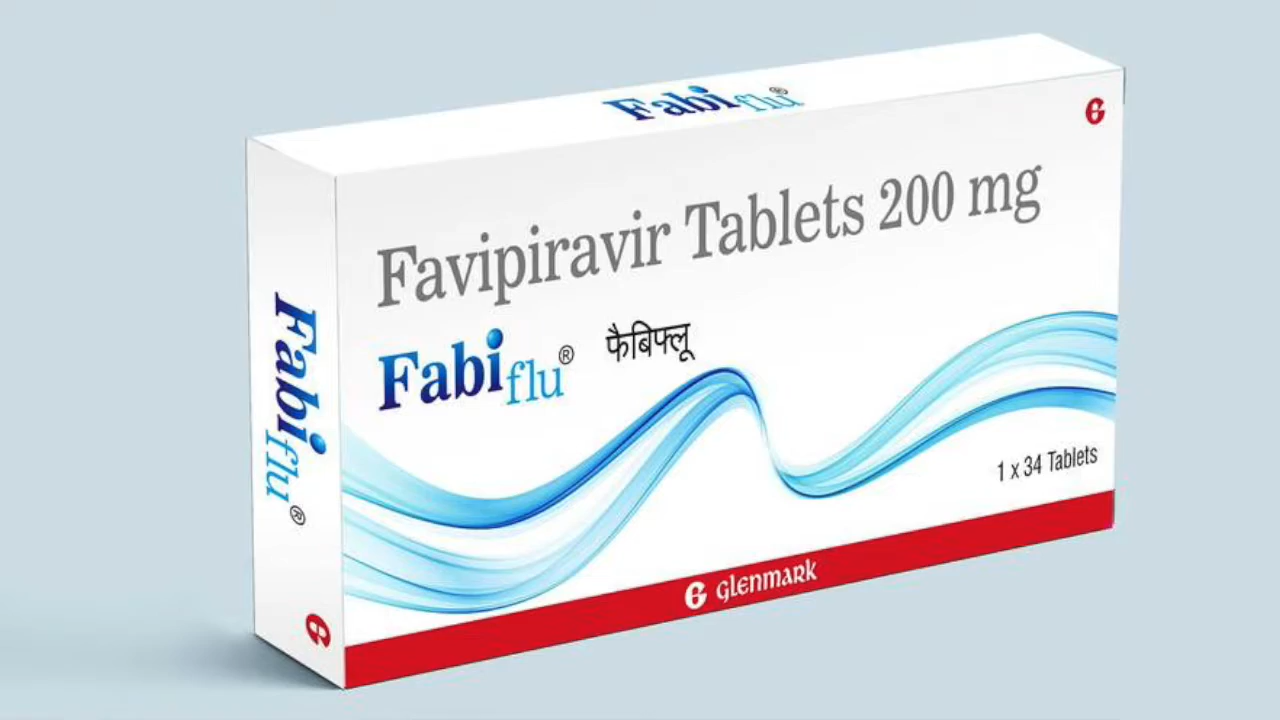 Fabiflu®
Favipiravir Tablets 200 mg
Fabiflu® फैबिफ्लू
1 x 34 Tablets
glenmark
Fabiflu®